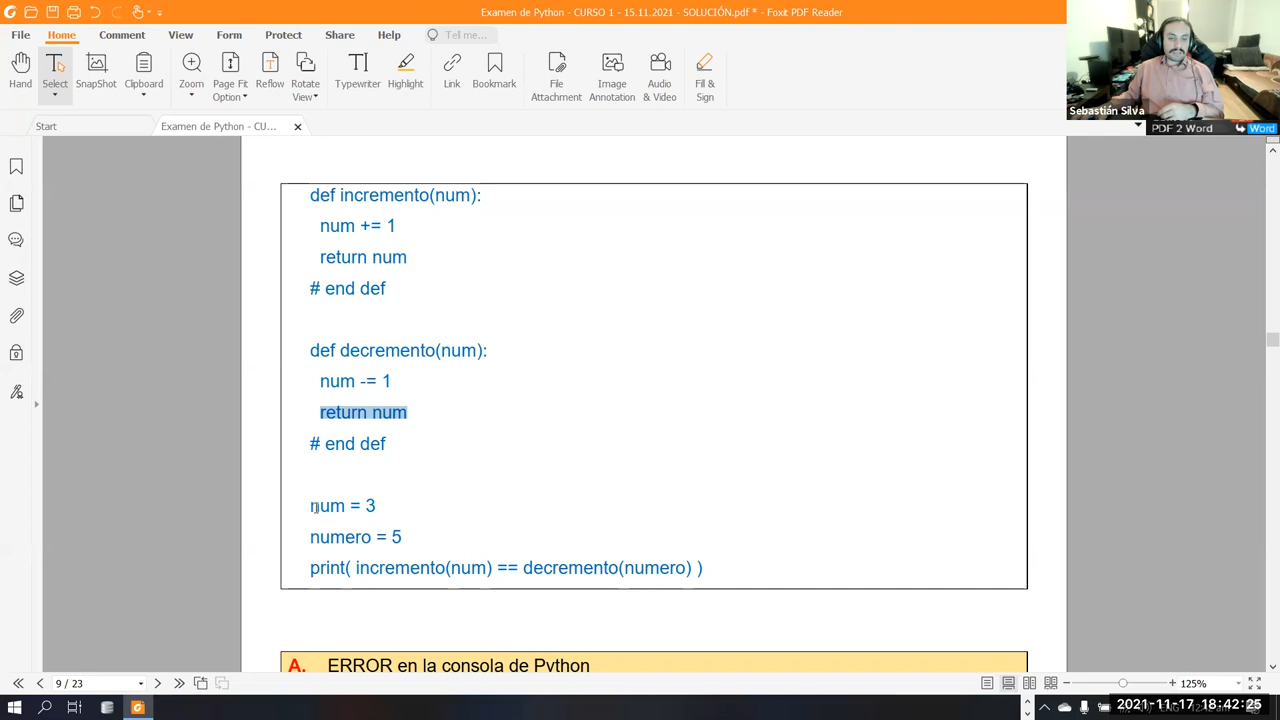 Examen de Python - CURSO 1 - 15.11.2021 - SOLUCIÓN.pdf * - Foxit PDF Reader
File Home Comment View Form Protect Share Help Tell me...
Hand Select SnapShot Clipboard Zoom Page Fit Option Reflow Rotate View Typewriter Highlight Link Bookmark File Attachment Image Annotation Audio & Video Fill & Sign
Sebastián Silva
Start Examen de Python - CU...
PDF 2 Word Word
def incremento(num):
num += 1
return num
# end def
def decremento(num):
num -= 1
return num
# end def
num = 3
numero = 5
print( incremento(num) == decremento(numero) )
A. ERROR en la consola de Python
9 / 23
125%
2021-11-17 18:42:25